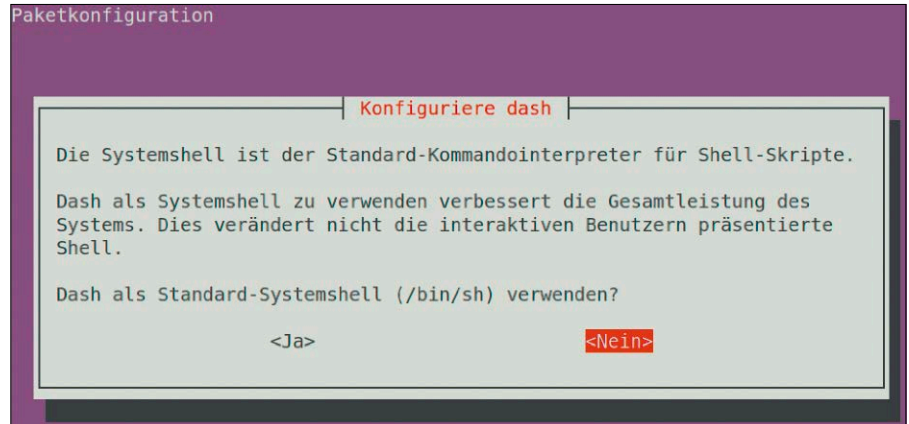 Paketkonfiguration
Konfiguriere dash
Die Systemshell ist der Standard-Kommandointerpreter für Shell-Skripte.
Dash als Systemshell zu verwenden verbessert die Gesamtleistung des
Systems. Dies verändert nicht die interaktiven Benutzern präsentierte
Shell.
Dash als Standard-Systemshell (/bin/sh) verwenden?
<Ja> <Nein>